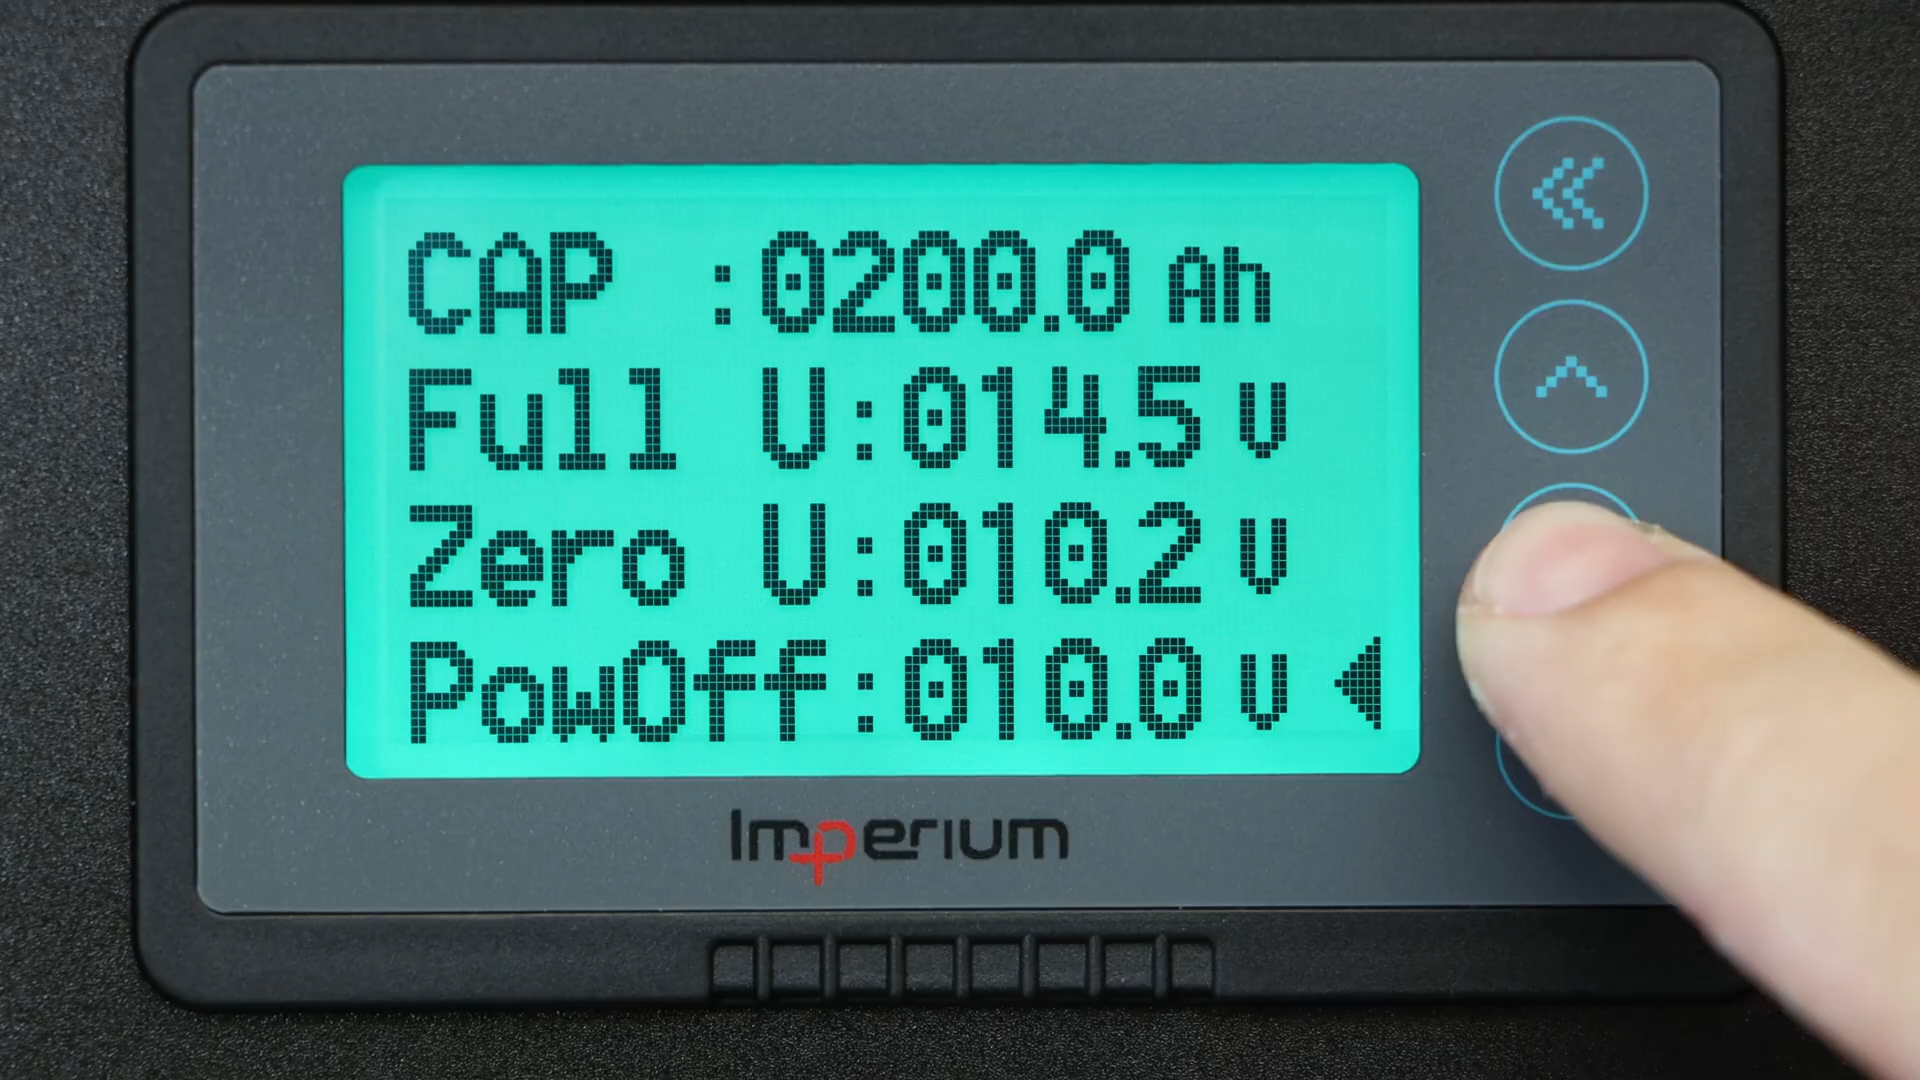 CAP :0200.0 Ah
Full U:014.5 V
Zero U:010.2 V
PowOff:010.0 V
Imperium